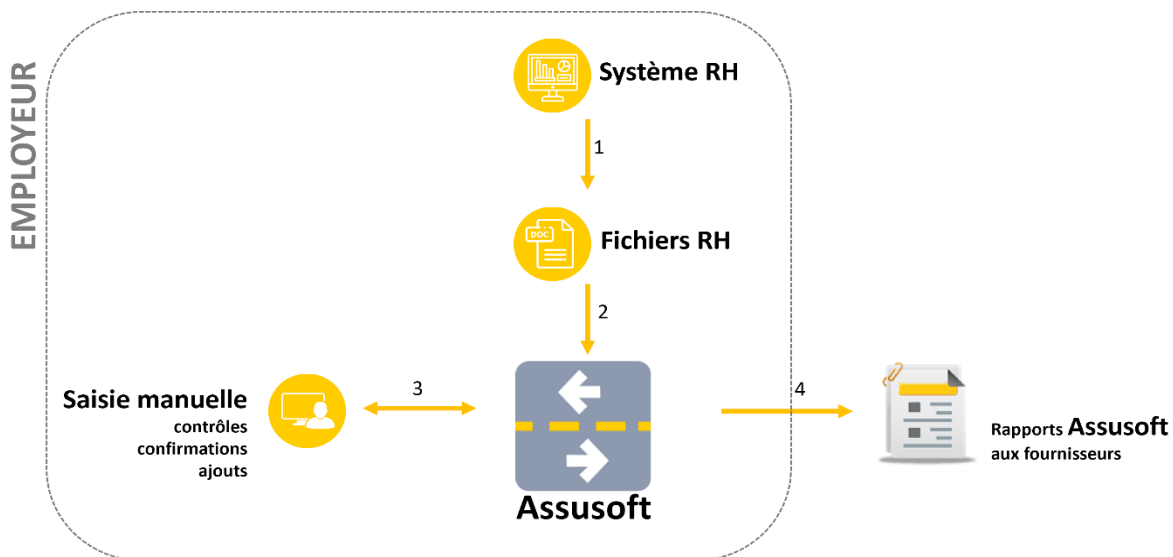 EMPLOYEUR
Système RH
1
Fichiers RH
DOC
2
Saisie manuelle
contrôles
confirmations
ajouts
3
Assusoft
4
Rapports Assusoft
aux fournisseurs